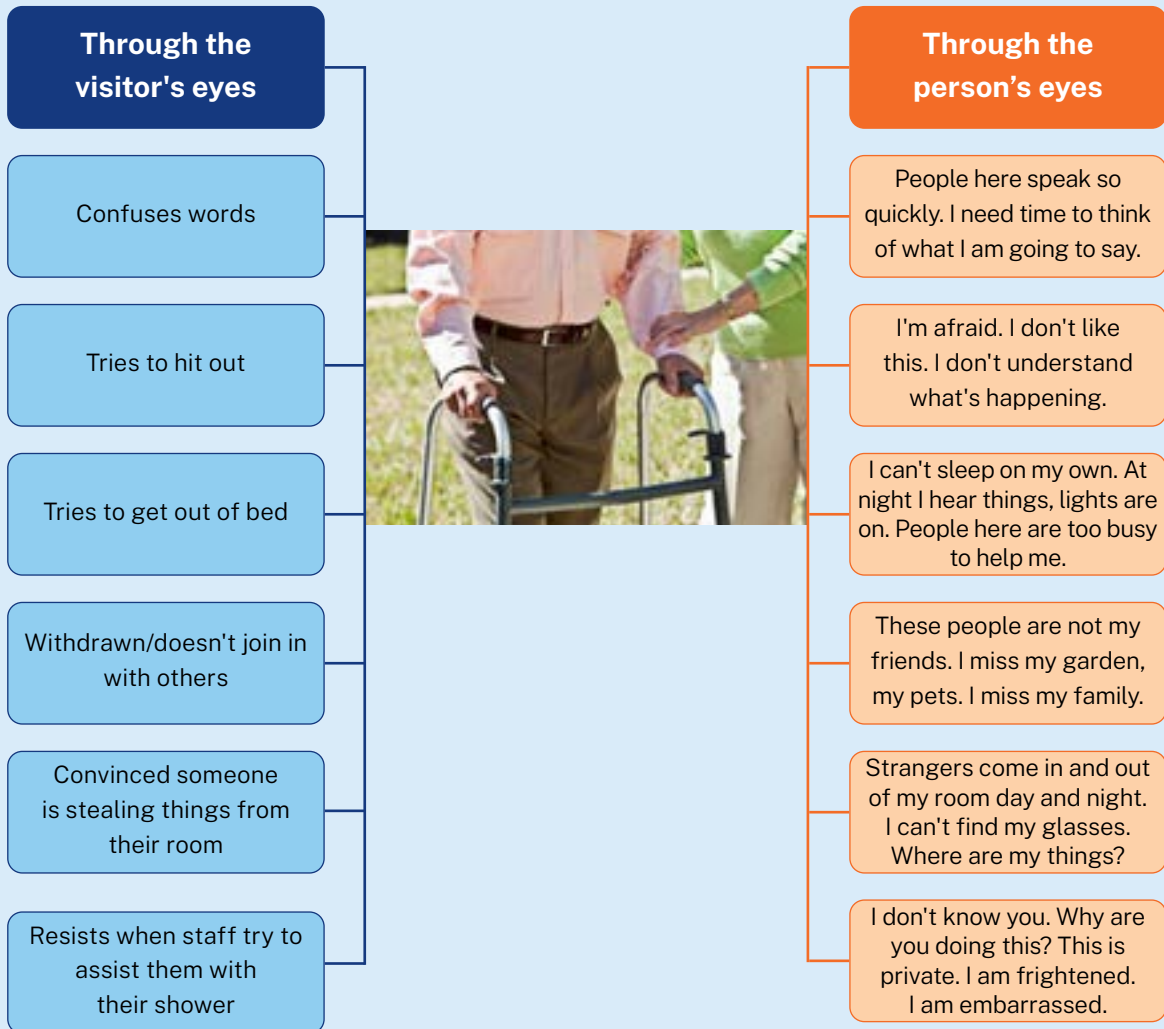 Through the
visitor's eyes
Confuses words
Tries to hit out
Tries to get out of bed
Withdrawn/doesn't join in
with others
Convinced someone
is stealing things from
their room
Resists when staff try to
assist them with
their shower
Through the
person’s eyes
People here speak so
quickly. I need time to think
of what I am going to say.
I'm afraid. I don't like
this. I don't understand
what's happening.
I can't sleep on my own. At
night I hear things, lights are
on. People here are too busy
to help me.
These people are not my
friends. I miss my garden,
my pets. I miss my family.
Strangers come in and out
of my room day and night.
I can't find my glasses.
Where are my things?
I don't know you. Why are
you doing this? This is
private. I am frightened.
I am embarrassed.